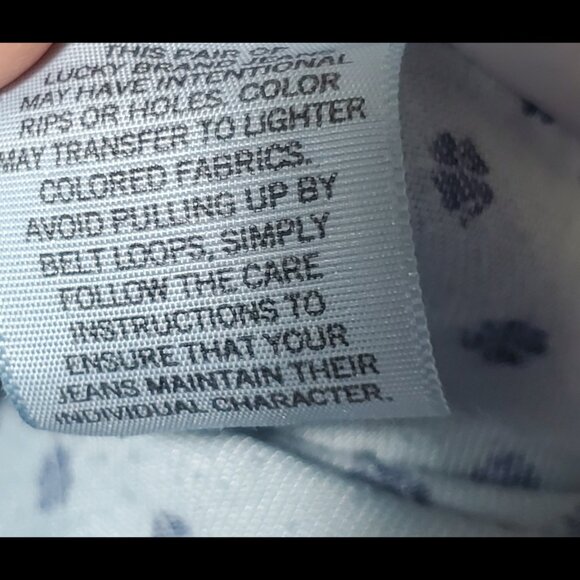 THIS PAIR OF
LUCKY BRAND JEANS
MAY HAVE INTENTIONAL
RIPS OR HOLES, COLOR
MAY TRANSFER TO LIGHTER
COLORED FABRICS.
AVOID PULLING UP BY
BELT LOOPS, SIMPLY
FOLLOW THE CARE
INSTRUCTIONS TO
ENSURE THAT YOUR
JEANS MAINTAIN THEIR
INDIVIDUAL CHARACTER.